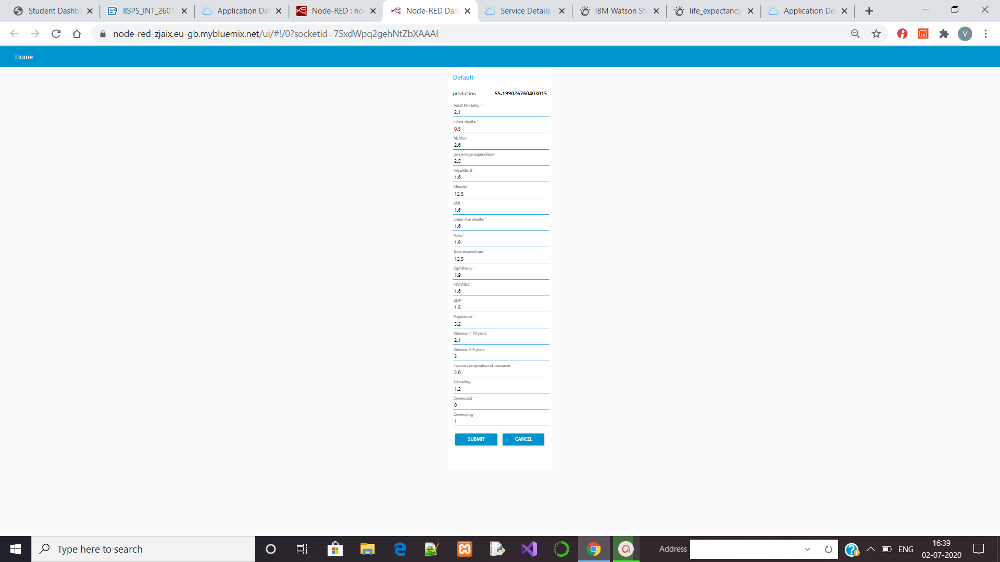 Student Dashb
IISPS_INT_2601
Application De
Node-RED : no
Node-RED Das
Service Details
IBM Watson St
life_expectancy
Application De
node-red-zjaix.eu-gb.mybluemix.net/ui/#!/0?socketid=7SxdWpq2gehNtZbXAAAI
V
Home
Default
prediction 55.199026760403015
Adult Mortality *
2.1
infant deaths *
0.5
Alcohol *
2.6
percentage expenditure *
2.5
Hepatitis B *
1.6
Measles *
12.5
BMI *
1.6
under-five deaths *
1.6
Polio *
1.9
Total expenditure *
12.5
Diphtheria *
1.9
HIV/AIDS *
1.6
GDP *
1.5
Population *
5.2
thinness 1-19 years *
2.1
thinness 5-9 years *
2
Income composition of resources *
2.6
Schooling *
1.2
Developed *
0
Developing *
1
SUBMIT CANCEL
Type here to search
Address
ENG
16:39
02-07-2020